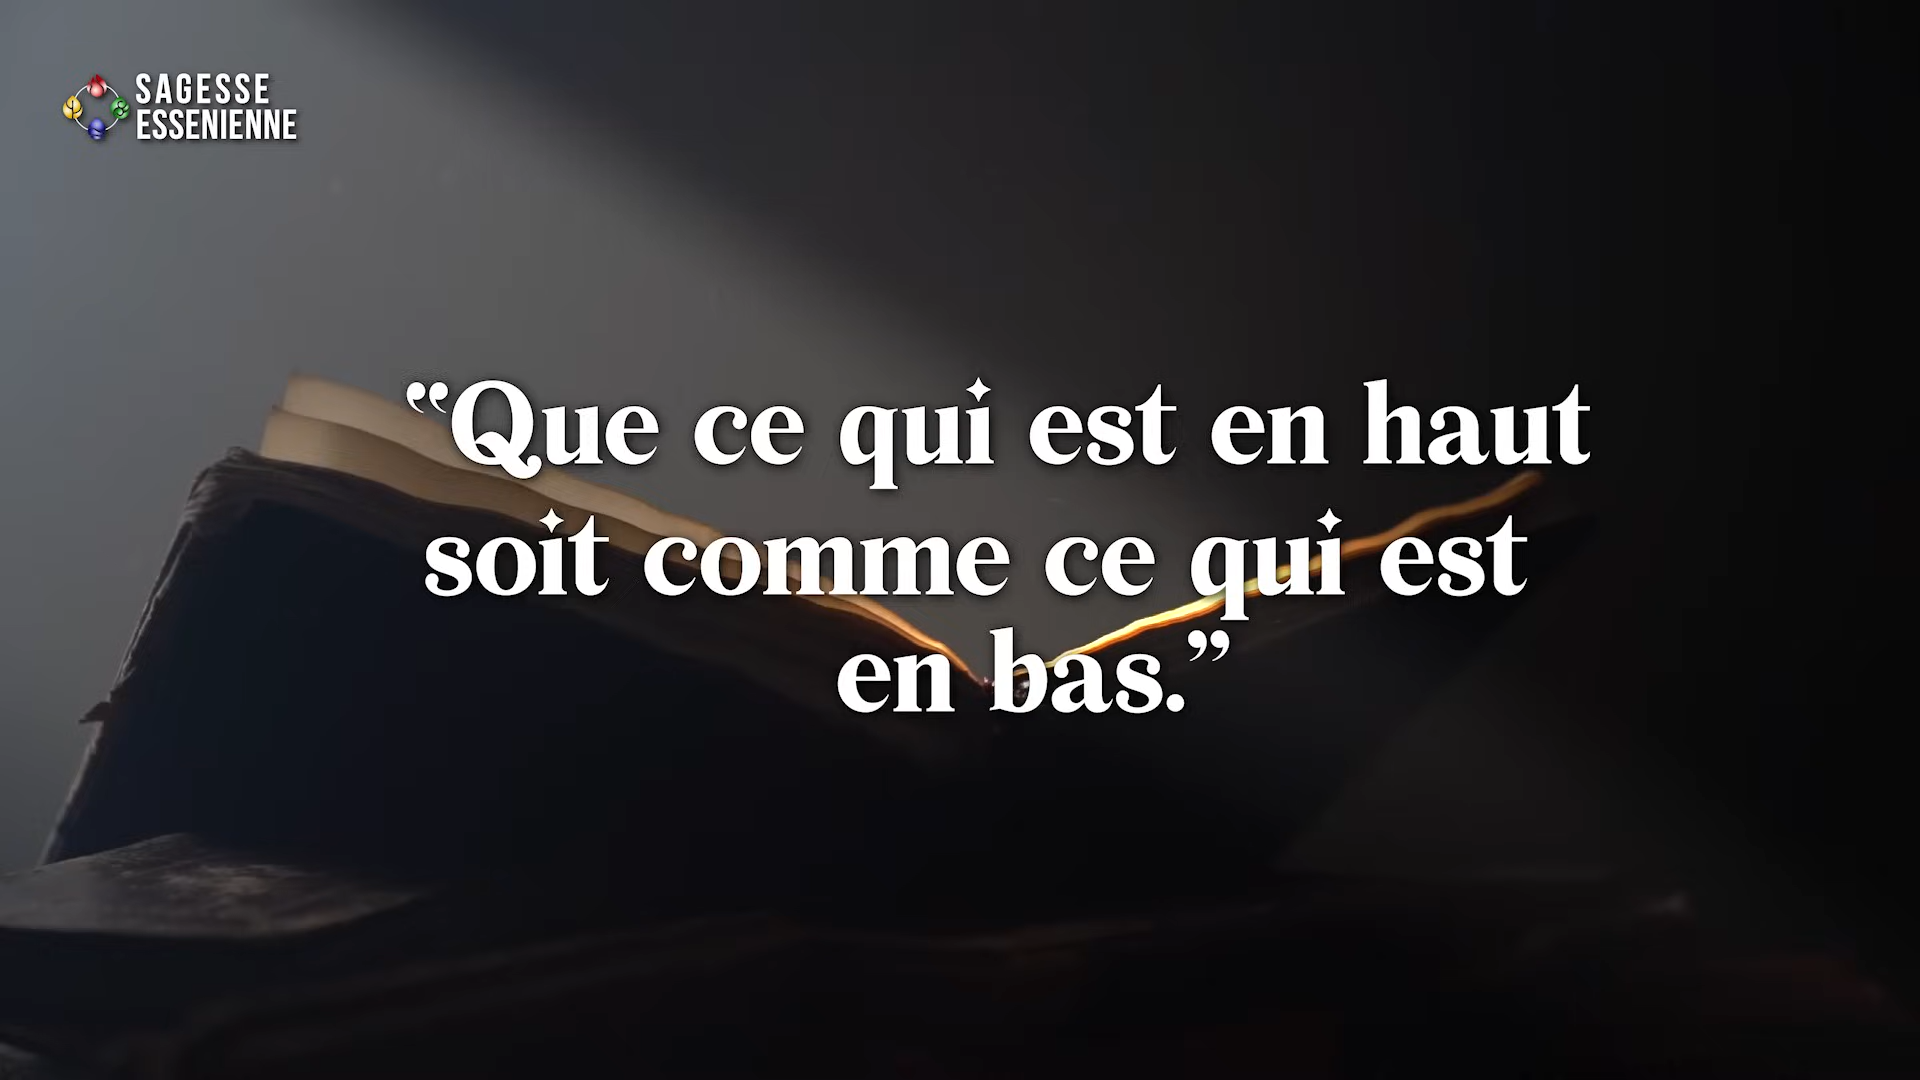 SAGESSE
ESSENIENNE
“Que ce qui est en haut
soit comme ce qui est
en bas.”